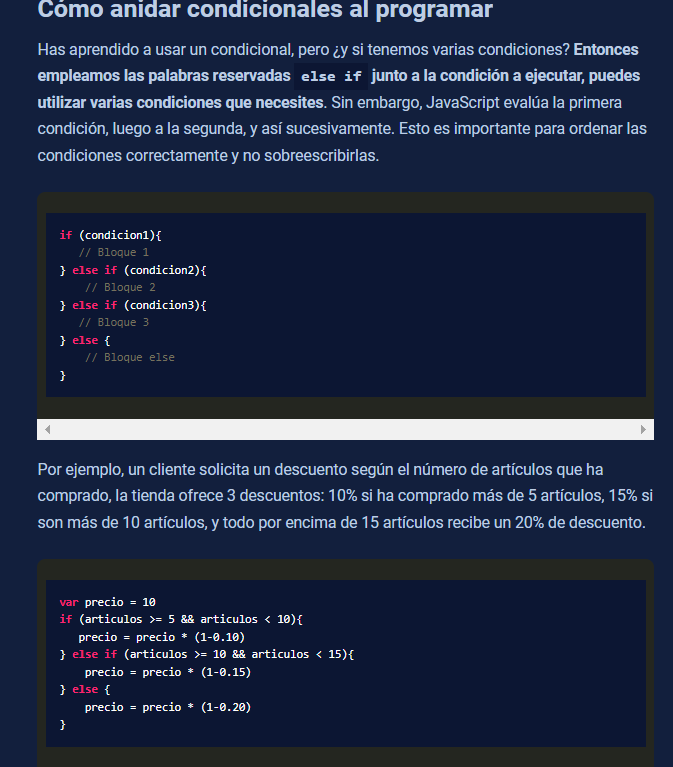 Cómo anidar condicionales al programar
Has aprendido a usar un condicional, pero ¿y si tenemos varias condiciones? Entonces
empleamos las palabras reservadas else if junto a la condición a ejecutar, puedes
utilizar varias condiciones que necesites. Sin embargo, JavaScript evalúa la primera
condición, luego a la segunda, y así sucesivamente. Esto es importante para ordenar las
condiciones correctamente y no sobreescribirlas.
if (condicion1){
   // Bloque 1
} else if (condicion2){
    // Bloque 2
} else if (condicion3){
   // Bloque 3
} else {
    // Bloque else
}
Por ejemplo, un cliente solicita un descuento según el número de artículos que ha
comprado, la tienda ofrece 3 descuentos: 10% si ha comprado más de 5 artículos, 15% si
son más de 10 artículos, y todo por encima de 15 artículos recibe un 20% de descuento.
var precio = 10
if (articulos >= 5 && articulos < 10){
   precio = precio * (1-0.10)
} else if (articulos >= 10 && articulos < 15){
    precio = precio * (1-0.15)
} else {
    precio = precio * (1-0.20)
}